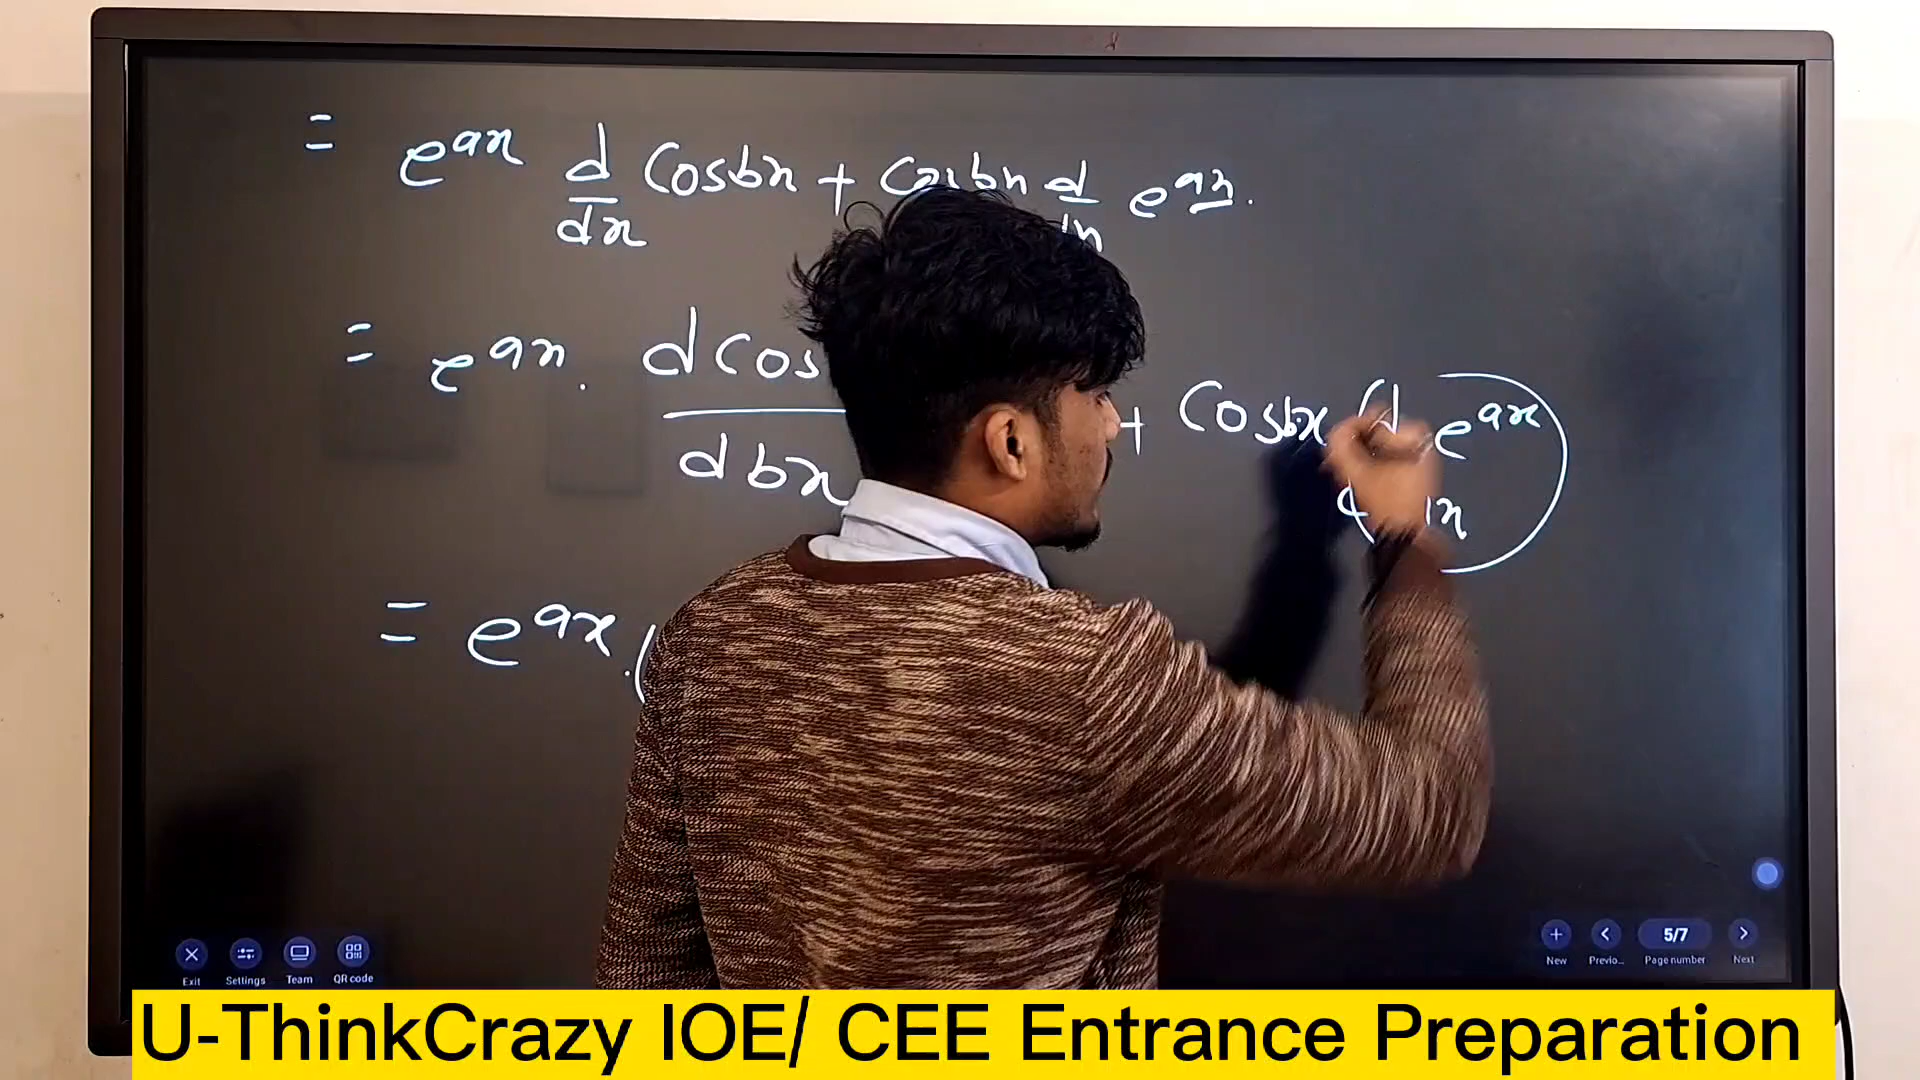 = e^ax d/dx Cosbx + Cosbx d/dx e^ax.
= e^ax. dCos / dbx + Cosbx (d e^ax / dx)
= e^ax.(
Exit Settings Team QR code
+ New < Previo... 5/7 Page number > Next
U-ThinkCrazy IOE/ CEE Entrance Preparation